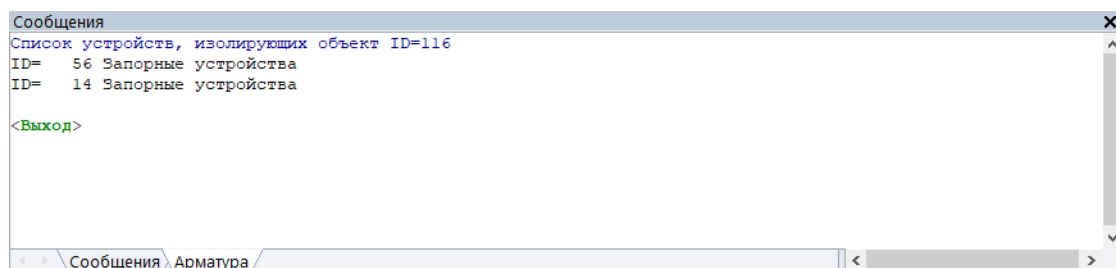 Сообщения
Список устройств, изолирующих объект ID=116
ID=   56 Запорные устройства
ID=   14 Запорные устройства
<Выход>
Сообщения Арматура